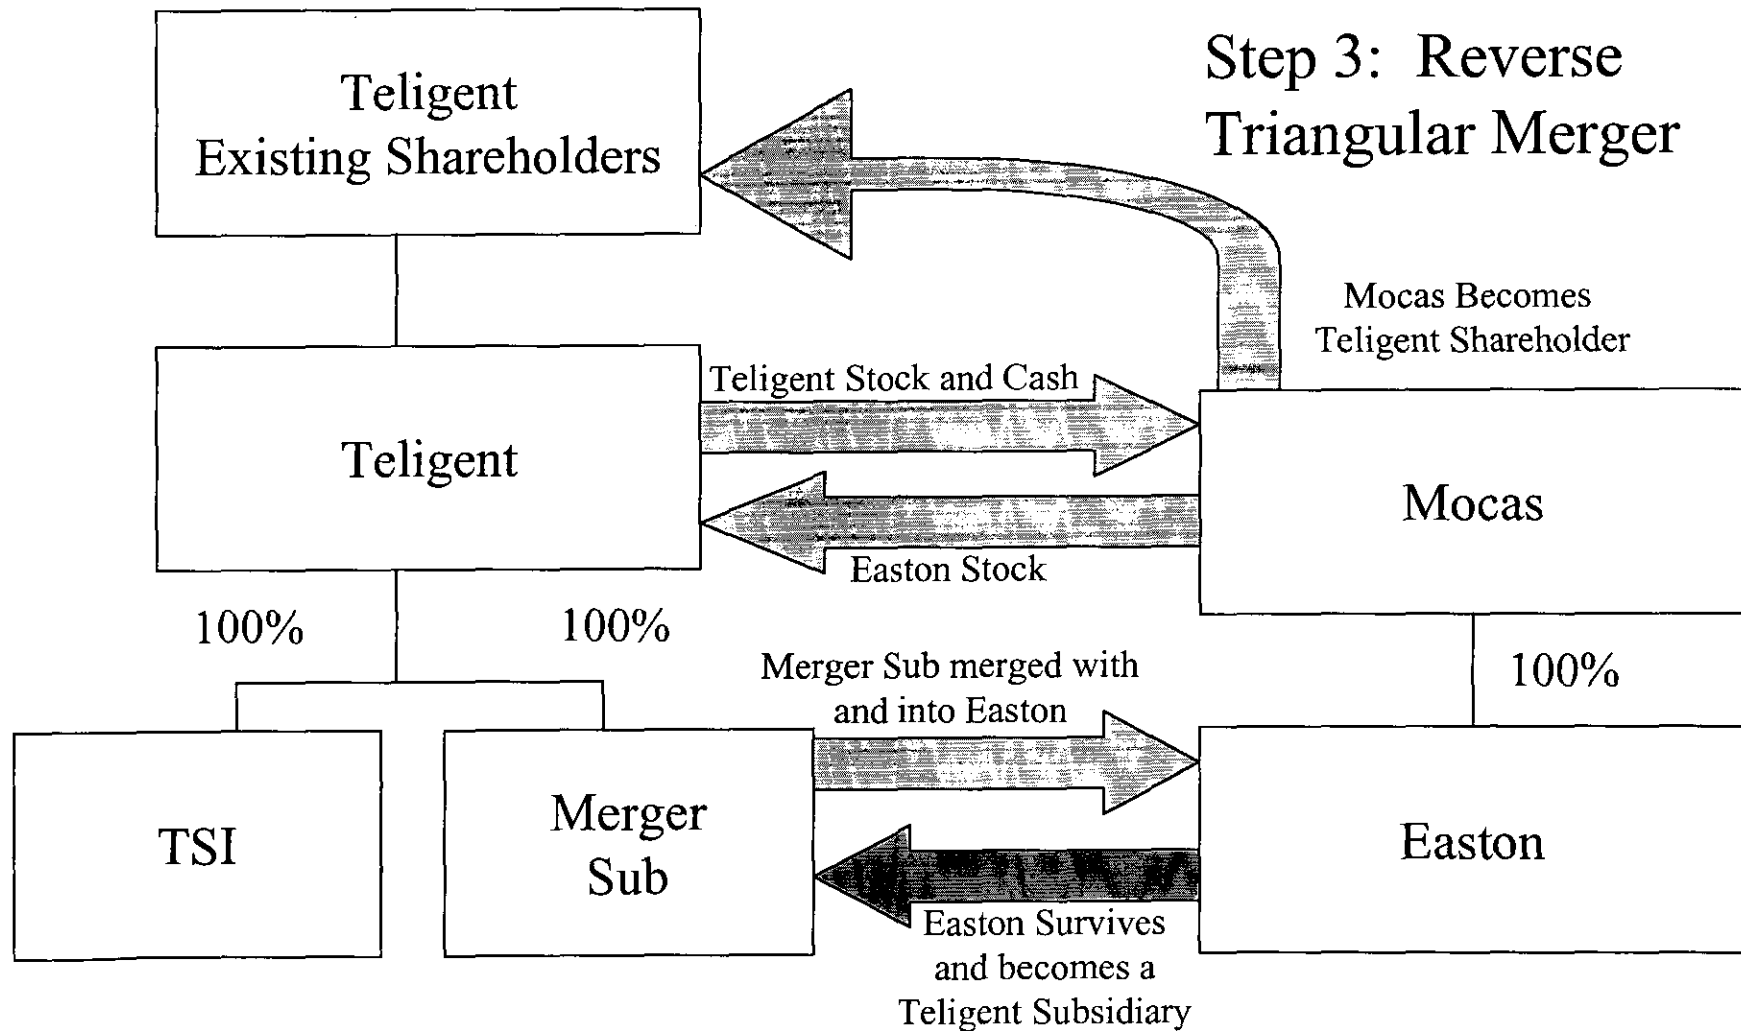 Step 3: Reverse
Triangular Merger
Teligent
Existing Shareholders
Mocas Becomes
Teligent Shareholder
Teligent Stock and Cash
Teligent
Mocas
Easton Stock
100%
100%
100%
Merger Sub merged with
and into Easton
TSI
Merger
Sub
Easton
Easton Survives
and becomes a
Teligent Subsidiary